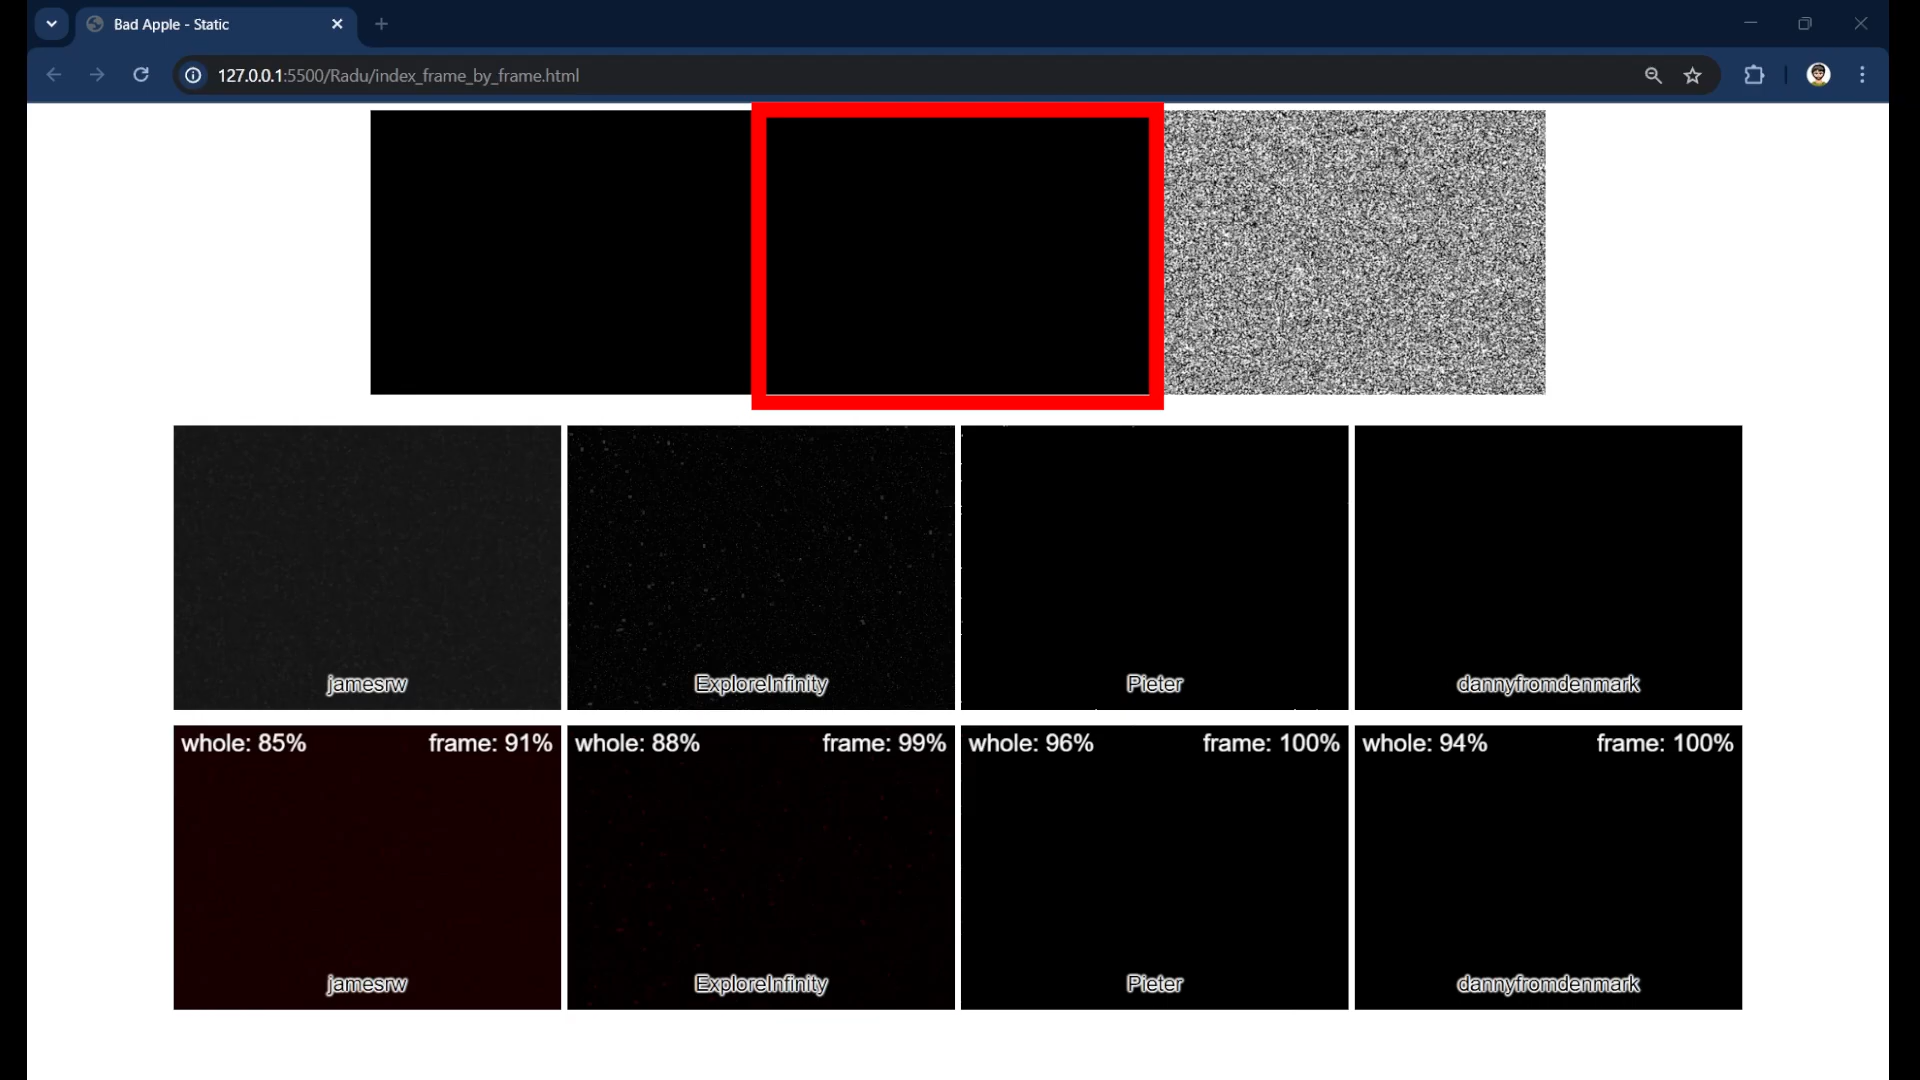 Bad Apple - Static
127.0.0.1:5500/Radu/index_frame_by_frame.html
jamesrw
ExploreInfinity
Pieter
dannyfromdenmark
whole: 85%
frame: 91%
whole: 88%
frame: 99%
whole: 96%
frame: 100%
whole: 94%
frame: 100%
jamesrw
ExploreInfinity
Pieter
dannyfromdenmark